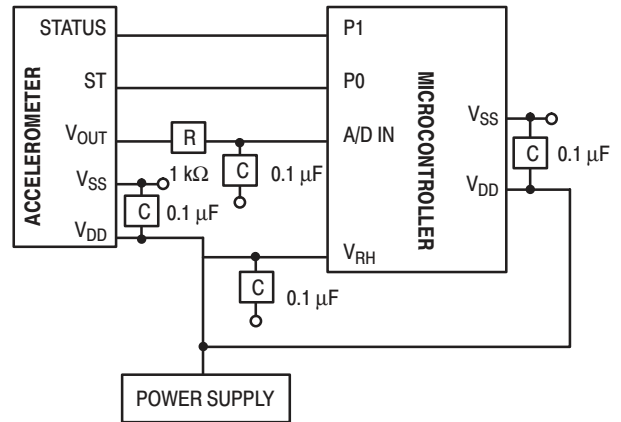 STATUS
ST
VOUT
VSS
VDD
ACCELEROMETER
R
1 kΩ
C
0.1 μF
C
0.1 μF
P1
P0
A/D IN
VRH
MICROCONTROLLER
VSS
VDD
C
0.1 μF
C
0.1 μF
POWER SUPPLY